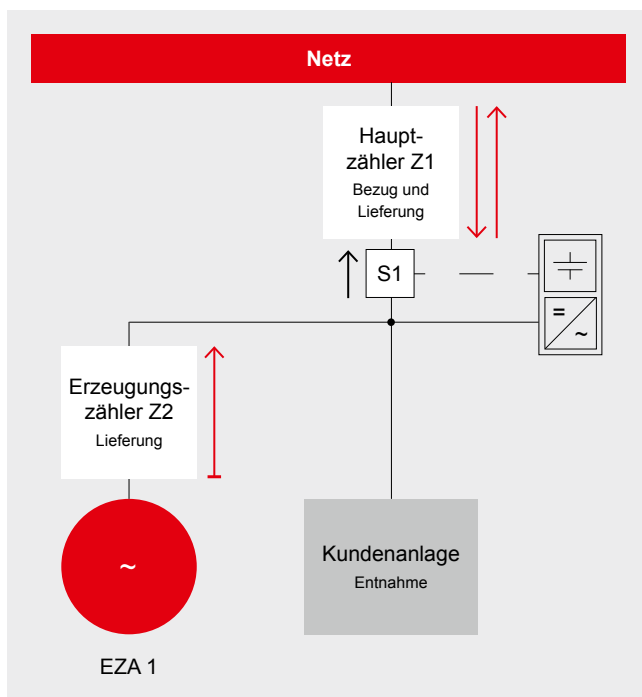 Netz
Haupt-
zähler Z1
Bezug und
Lieferung
S1
=
~
Erzeugungs-
zähler Z2
Lieferung
~
Kundenanlage
Entnahme
EZA 1